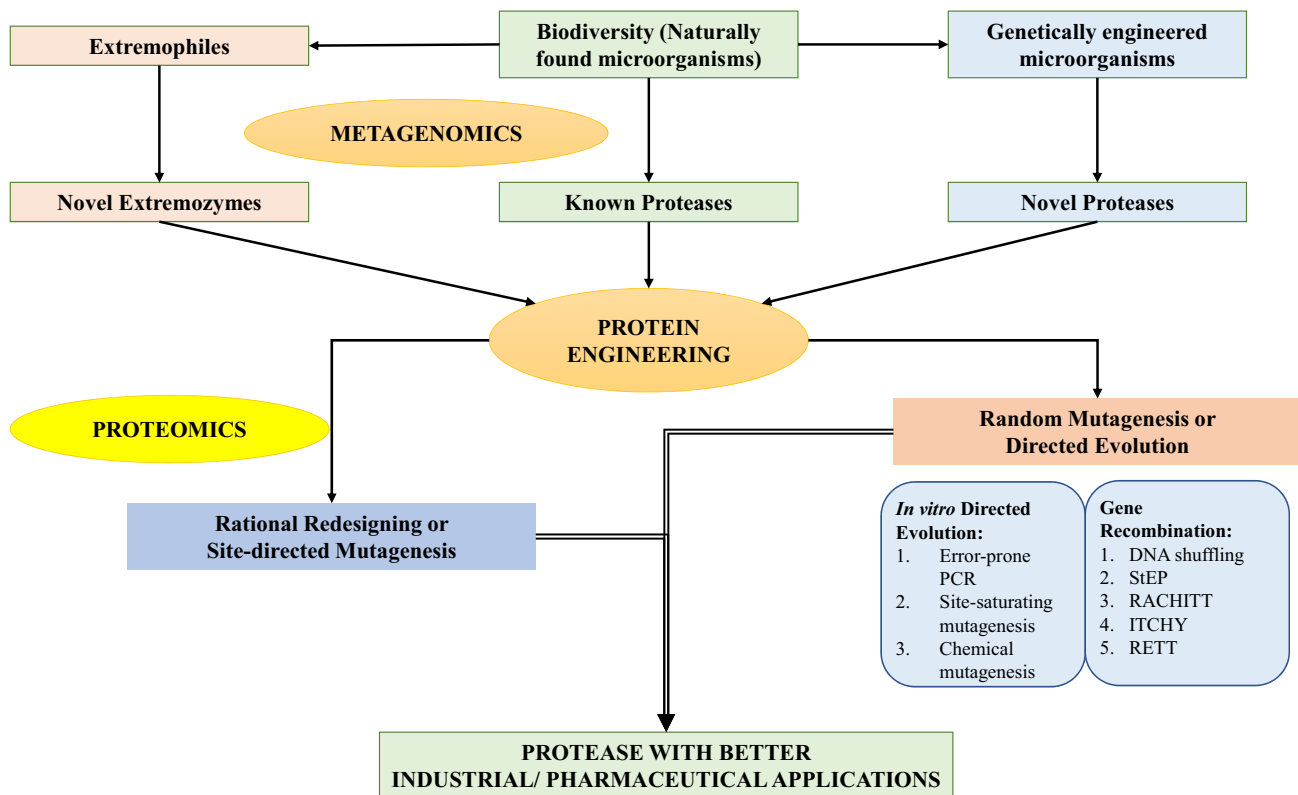 Extremophiles
Biodiversity (Naturally
found microorganisms)
Genetically engineered
microorganisms
METAGENOMICS
Novel Extremozymes
Known Proteases
Novel Proteases
PROTEIN
ENGINEERING
PROTEOMICS
Random Mutagenesis or
Directed Evolution
Rational Redesigning or
Site-directed Mutagenesis
In vitro Directed
Evolution:
1. Error-prone
PCR
2. Site-saturating
mutagenesis
3. Chemical
mutagenesis
Gene
Recombination:
1. DNA shuffling
2. StEP
3. RACHITT
4. ITCHY
5. RETT
PROTEASE WITH BETTER
INDUSTRIAL/ PHARMACEUTICAL APPLICATIONS